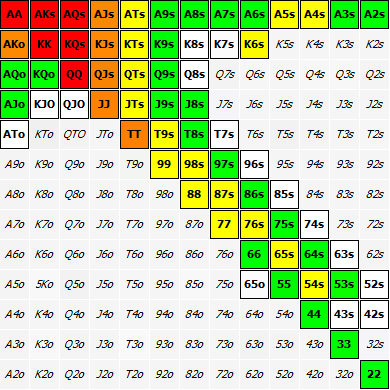 AA AKs AQs AJs ATs A9s A8s A7s A6s A5s A4s A3s A2s
AKo KK KQs KJs KTs K9s K8s K7s K6s K5s K4s K3s K2s
AQo KQo QQ QJs QTs Q9s Q8s Q7s Q6s Q5s Q4s Q3s Q2s
AJo KJO QJO JJ JTs J9s J8s J7s J6s J5s J4s J3s J2s
ATo KTo QTO JTo TT T9s T8s T7s T6s T5s T4s T3s T2s
A9o K9o Q9o J9o T9o 99 98s 97s 96s 95s 94s 93s 92s
A8o K8o Q8o J8o T8o 98o 88 87s 86s 85s 84s 83s 82s
A7o K7o Q7o J7o T7o 97o 87o 77 76s 75s 74s 73s 72s
A6o K6o Q6o J6o T6o 96o 86o 76o 66 65s 64s 63s 62s
A5o 5Ko Q5o J5o T5o 95o 85o 75o 65o 55 54s 53s 52s
A4o K4o Q4o J4o T4o 94o 84o 74o 64o 54o 44 43s 42s
A3o K3o Q3o J3o T3o 93o 83o 73o 63o 53o 43o 33 32s
A2o K2o Q2o J2o T2o 92o 82o 72o 62o 52o 42o 32o 22